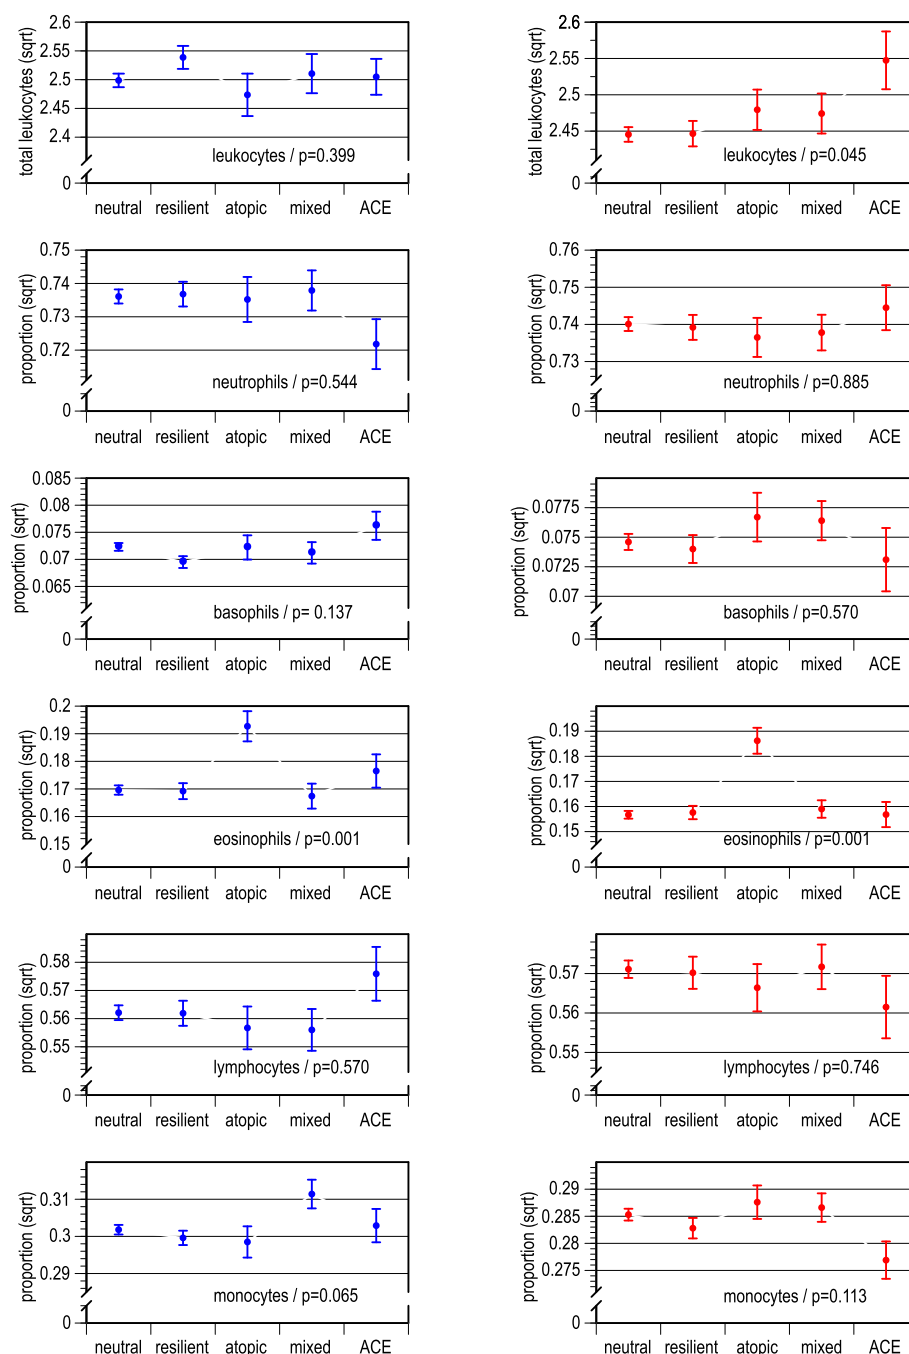 total leukocytes (sqrt)
2.6
2.55
2.5
2.45
2.4
0
leukocytes / p=0.399
neutral resilient atopic mixed ACE
total leukocytes (sqrt)
2.6
2.55
2.5
2.45
0
leukocytes / p=0.045
neutral resilient atopic mixed ACE
proportion (sqrt)
0.75
0.74
0.73
0.72
0
neutrophils / p=0.544
neutral resilient atopic mixed ACE
proportion (sqrt)
0.76
0.75
0.74
0.73
0
neutrophils / p=0.885
neutral resilient atopic mixed ACE
proportion (sqrt)
0.085
0.08
0.075
0.07
0.065
0
basophils / p= 0.137
neutral resilient atopic mixed ACE
proportion (sqrt)
0.0775
0.075
0.0725
0.07
0
basophils / p=0.570
neutral resilient atopic mixed ACE
proportion (sqrt)
0.2
0.19
0.18
0.17
0.16
0.15
0
eosinophils / p=0.001
neutral resilient atopic mixed ACE
proportion (sqrt)
0.19
0.18
0.17
0.16
0.15
0
eosinophils / p=0.001
neutral resilient atopic mixed ACE
proportion (sqrt)
0.58
0.57
0.56
0.55
0
lymphocytes / p=0.570
neutral resilient atopic mixed ACE
proportion (sqrt)
0.57
0.56
0.55
0
lymphocytes / p=0.746
neutral resilient atopic mixed ACE
proportion (sqrt)
0.31
0.3
0.29
0
monocytes / p=0.065
neutral resilient atopic mixed ACE
proportion (sqrt)
0.29
0.285
0.28
0.275
0
monocytes / p=0.113
neutral resilient atopic mixed ACE